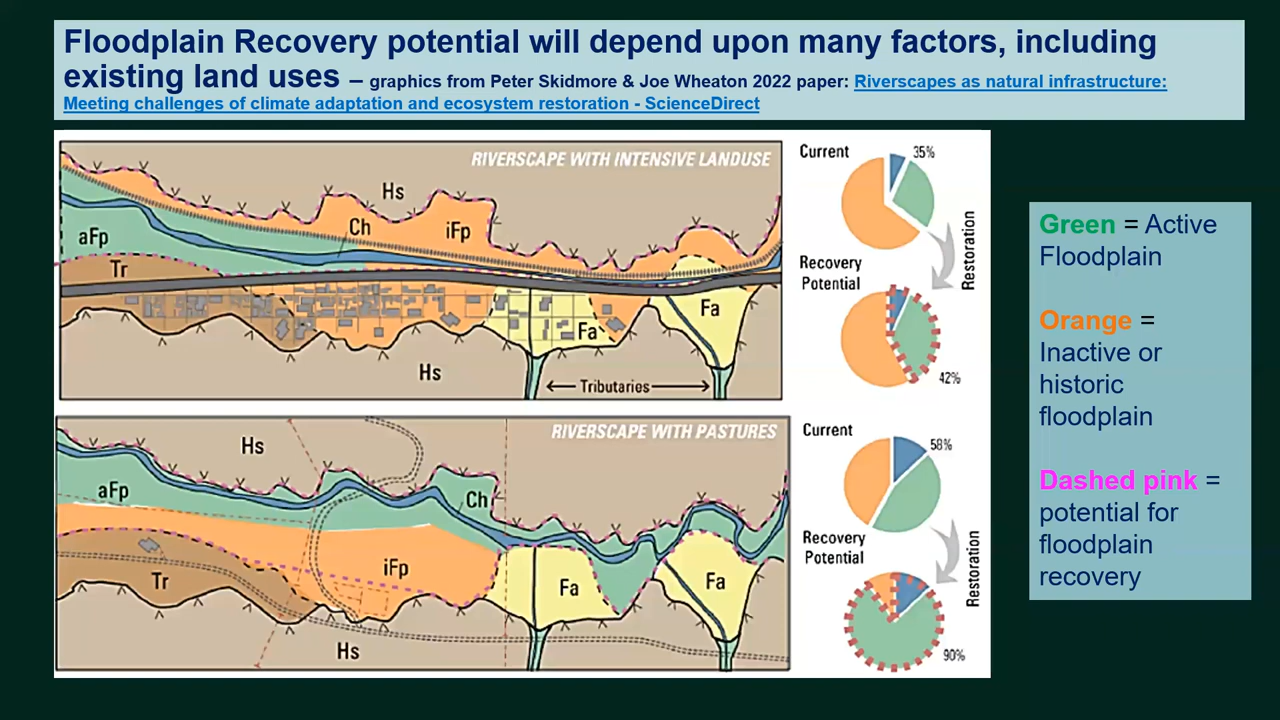 Floodplain Recovery potential will depend upon many factors, including
existing land uses – graphics from Peter Skidmore & Joe Wheaton 2022 paper: Riverscapes as natural infrastructure:
Meeting challenges of climate adaptation and ecosystem restoration - ScienceDirect
RIVERSCAPE WITH INTENSIVE LANDUSE
Hs
Ch
iFp
aFp
Tr
Fa
Fa
Hs
Tributaries
Current
35%
Restoration
Recovery
Potential
42%
RIVERSCAPE WITH PASTURES
Hs
aFp
Ch
iFp
Tr
Fa
Fa
Hs
Current
58%
Recovery
Potential
Restoration
90%
Green = Active
Floodplain
Orange =
Inactive or
historic
floodplain
Dashed pink =
potential for
floodplain
recovery